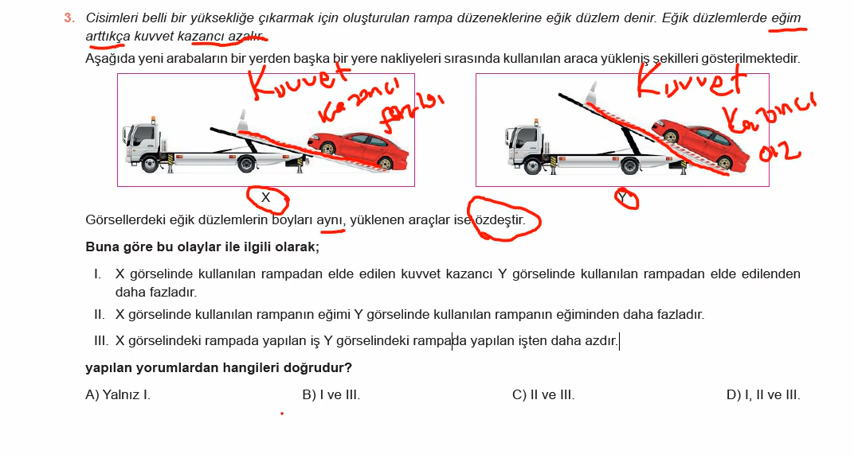 3. Cisimleri belli bir yüksekliğe çıkarmak için oluşturulan rampa düzeneklerine eğik düzlem denir. Eğik düzlemlerde eğim
arttıkça kuvvet kazancı azalır.
Aşağıda yeni arabaların bir yerden başka bir yere nakliyeleri sırasında kullanılan araca yükleniş şekilleri gösterilmektedir.
Kuvvet
kazancı
fazla
Kuvvet
Kazancı
az
X
Y
Görsellerdeki eğik düzlemlerin boyları aynı, yüklenen araçlar ise özdeştir.
Buna göre bu olaylar ile ilgili olarak;
I. X görselinde kullanılan rampadan elde edilen kuvvet kazancı Y görselinde kullanılan rampadan elde edilenden
daha fazladır.
II. X görselinde kullanılan rampanın eğimi Y görselinde kullanılan rampanın eğiminden daha fazladır.
III. X görselindeki rampada yapılan iş Y görselindeki rampada yapılan işten daha azdır.
yapılan yorumlardan hangileri doğrudur?
A) Yalnız I. B) I ve III. C) II ve III. D) I, II ve III.